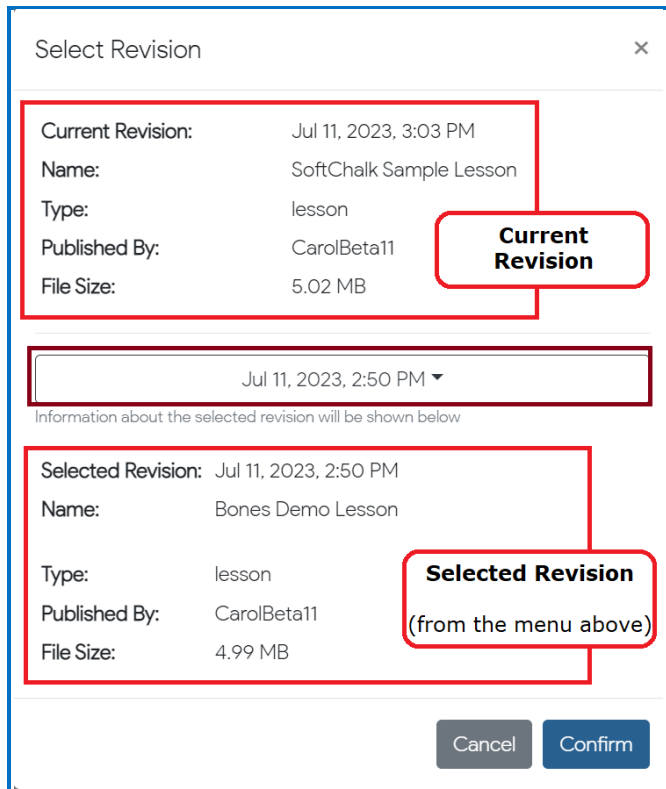 Select Revision ×
Current Revision: Jul 11, 2023, 3:03 PM
Name: SoftChalk Sample Lesson
Type: lesson
Published By: CarolBeta11
File Size: 5.02 MB
Current
Revision
Jul 11, 2023, 2:50 PM
Information about the selected revision will be shown below
Selected Revision: Jul 11, 2023, 2:50 PM
Name: Bones Demo Lesson
Type: lesson
Published By: CarolBeta11
File Size: 4.99 MB
Selected Revision
(from the menu above)
Cancel Confirm